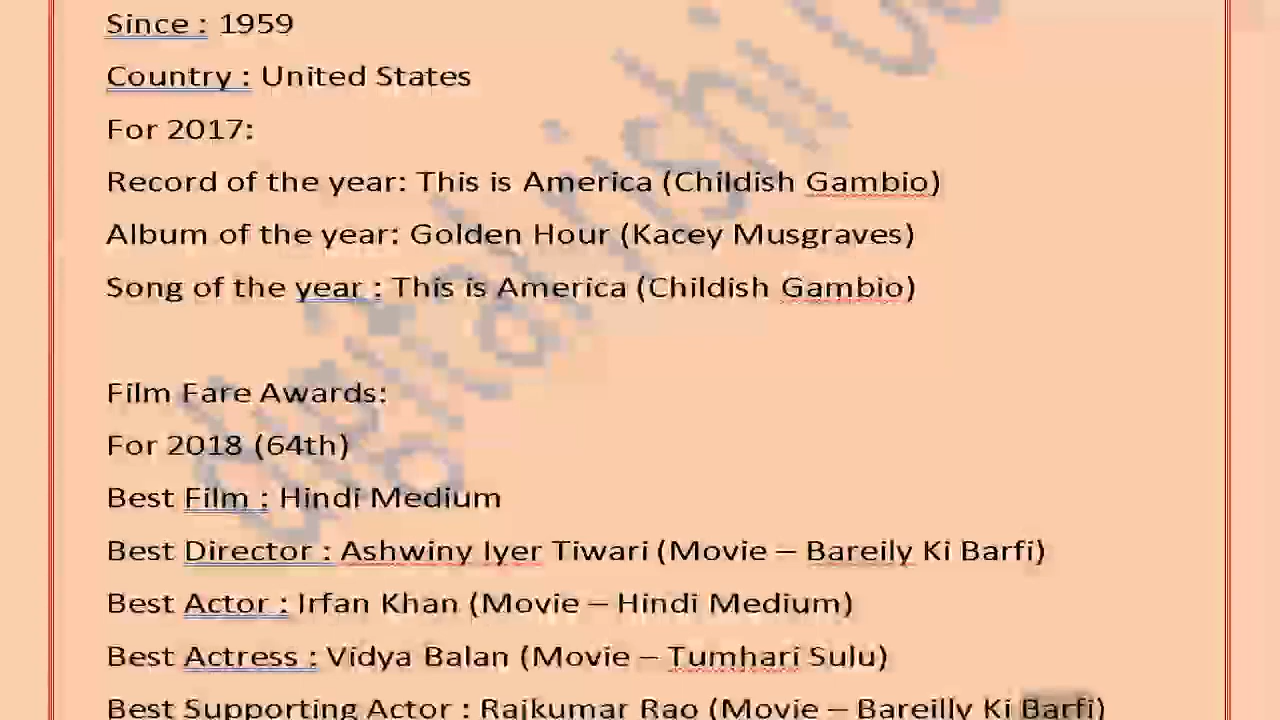 Since : 1959
Country : United States
For 2017:
Record of the year: This is America (Childish Gambio)
Album of the year: Golden Hour (Kacey Musgraves)
Song of the year : This is America (Childish Gambio)
Film Fare Awards:
For 2018 (64th)
Best Film : Hindi Medium
Best Director : Ashwiny Iyer Tiwari (Movie – Bareily Ki Barfi)
Best Actor : Irfan Khan (Movie – Hindi Medium)
Best Actress : Vidya Balan (Movie – Tumhari Sulu)
Best Supporting Actor : Rajkumar Rao (Movie – Bareilly Ki Barfi)